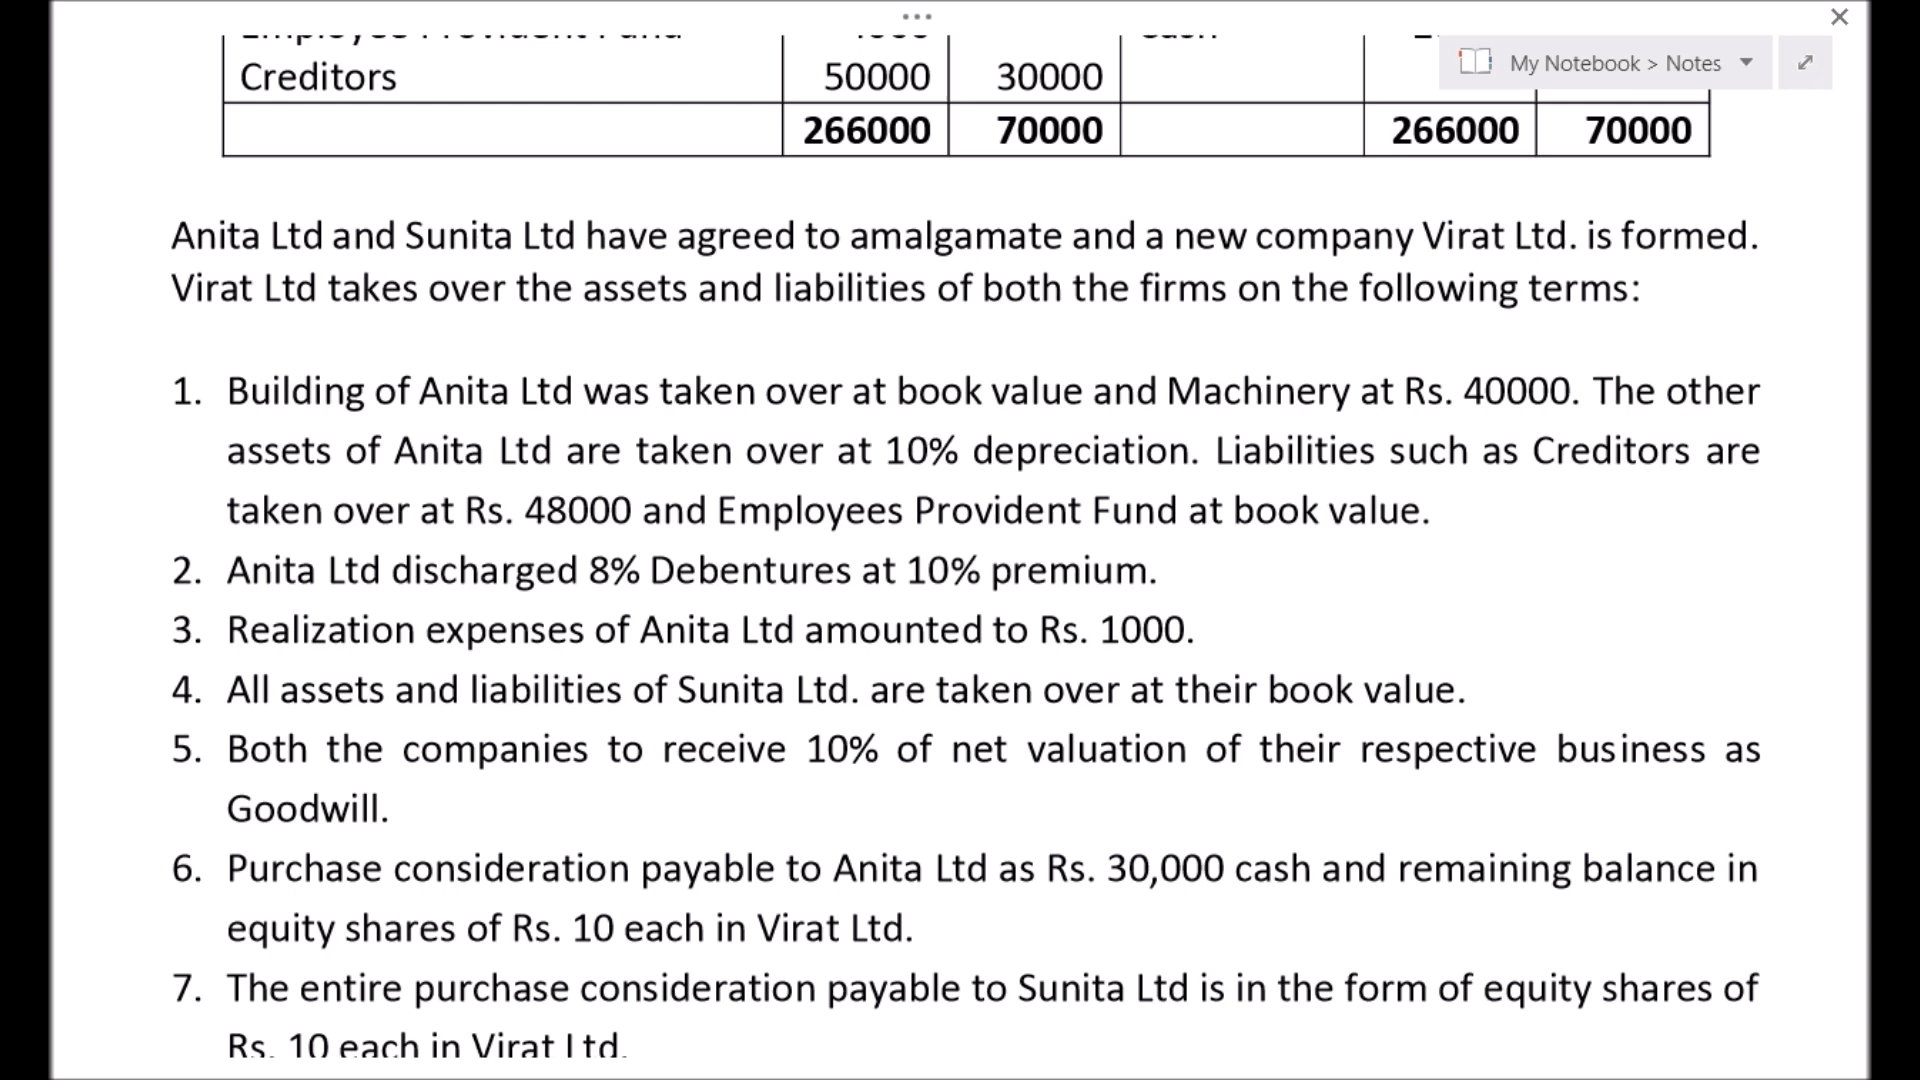 Employee Provident Fund
Creditors 50000 30000
266000 70000 266000 70000
My Notebook > Notes
Anita Ltd and Sunita Ltd have agreed to amalgamate and a new company Virat Ltd. is formed.
Virat Ltd takes over the assets and liabilities of both the firms on the following terms:
1. Building of Anita Ltd was taken over at book value and Machinery at Rs. 40000. The other
assets of Anita Ltd are taken over at 10% depreciation. Liabilities such as Creditors are
taken over at Rs. 48000 and Employees Provident Fund at book value.
2. Anita Ltd discharged 8% Debentures at 10% premium.
3. Realization expenses of Anita Ltd amounted to Rs. 1000.
4. All assets and liabilities of Sunita Ltd. are taken over at their book value.
5. Both the companies to receive 10% of net valuation of their respective business as
Goodwill.
6. Purchase consideration payable to Anita Ltd as Rs. 30,000 cash and remaining balance in
equity shares of Rs. 10 each in Virat Ltd.
7. The entire purchase consideration payable to Sunita Ltd is in the form of equity shares of
Rs. 10 each in Virat Ltd.